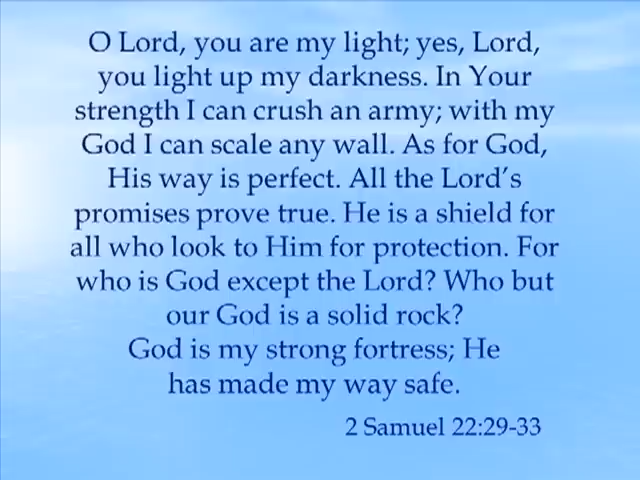 O Lord, you are my light; yes, Lord,
you light up my darkness. In Your
strength I can crush an army; with my
God I can scale any wall. As for God,
His way is perfect. All the Lord's
promises prove true. He is a shield for
all who look to Him for protection. For
who is God except the Lord? Who but
our God is a solid rock?
God is my strong fortress; He
has made my way safe.
2 Samuel 22:29-33